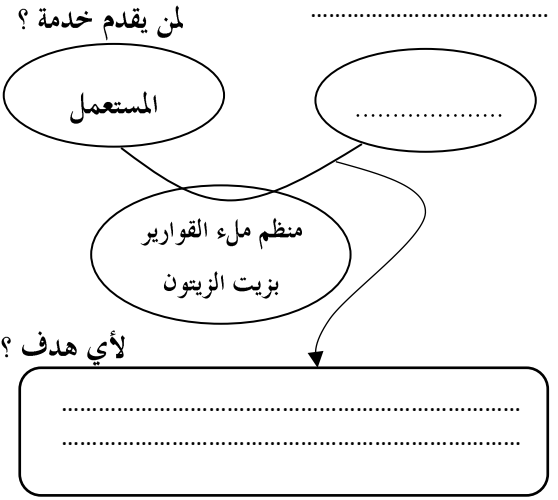 لمن يقدم خدمة ؟
................................................
المستعمل
....................
منظم ملء القوارير
بزيت الزيتون
لأي هدف ؟
................................................................................
................................................................................